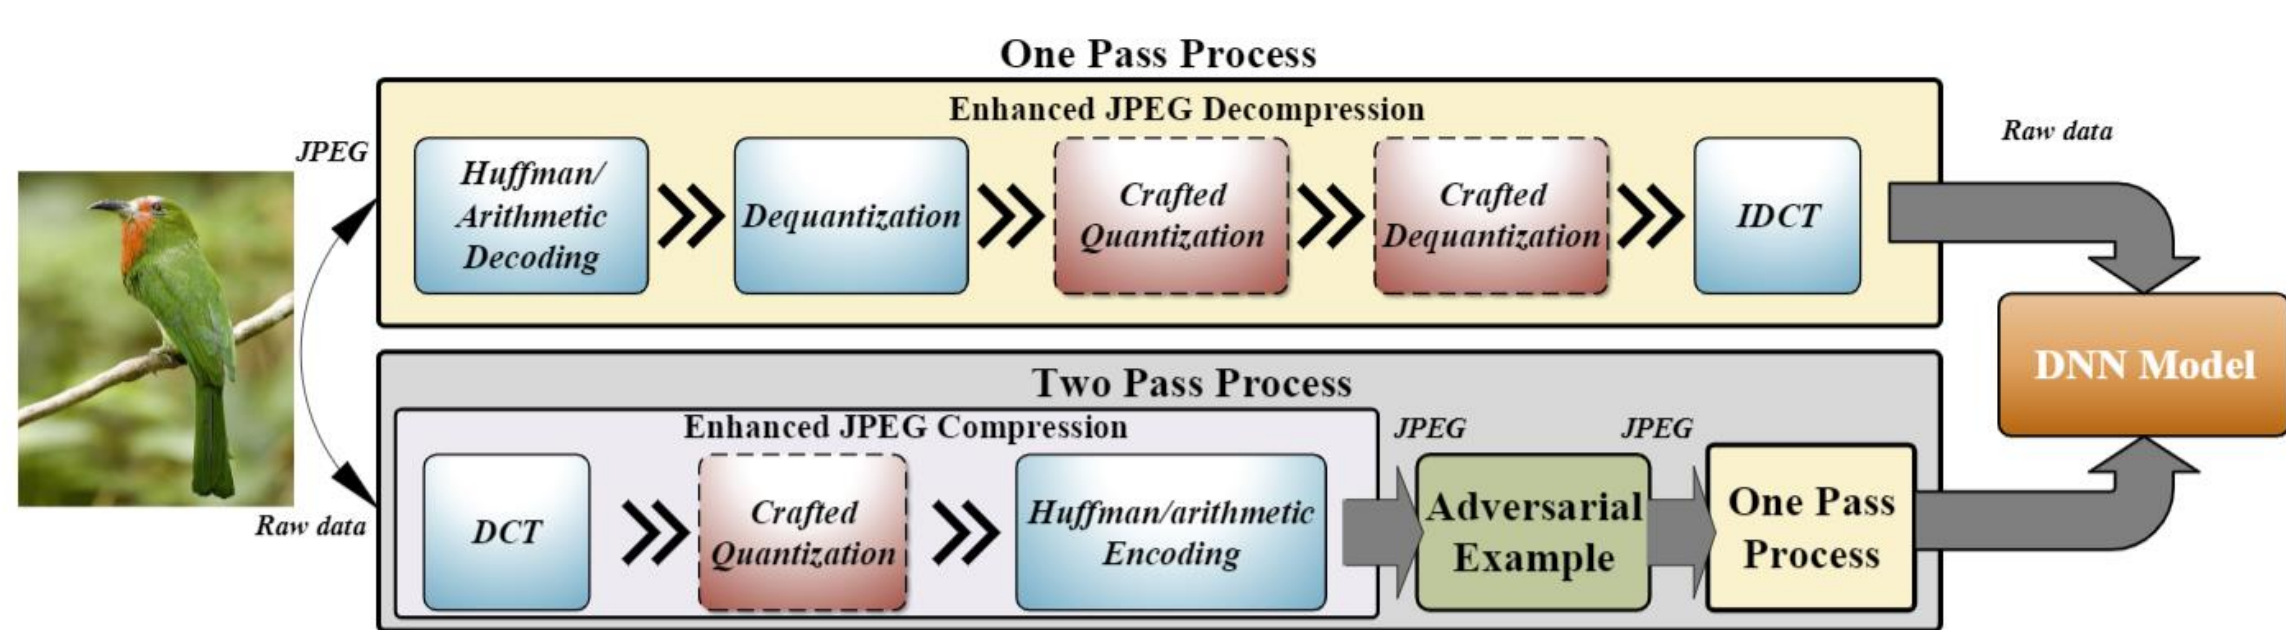 One Pass Process
Enhanced JPEG Decompression
JPEG
Huffman/
Arithmetic
Decoding
Dequantization
Crafted
Quantization
Crafted
Dequantization
IDCT
Raw data
DNN Model
Two Pass Process
Enhanced JPEG Compression
Raw data
DCT
Crafted
Quantization
Huffman/arithmetic
Encoding
JPEG
Adversarial
Example
JPEG
One Pass
Process